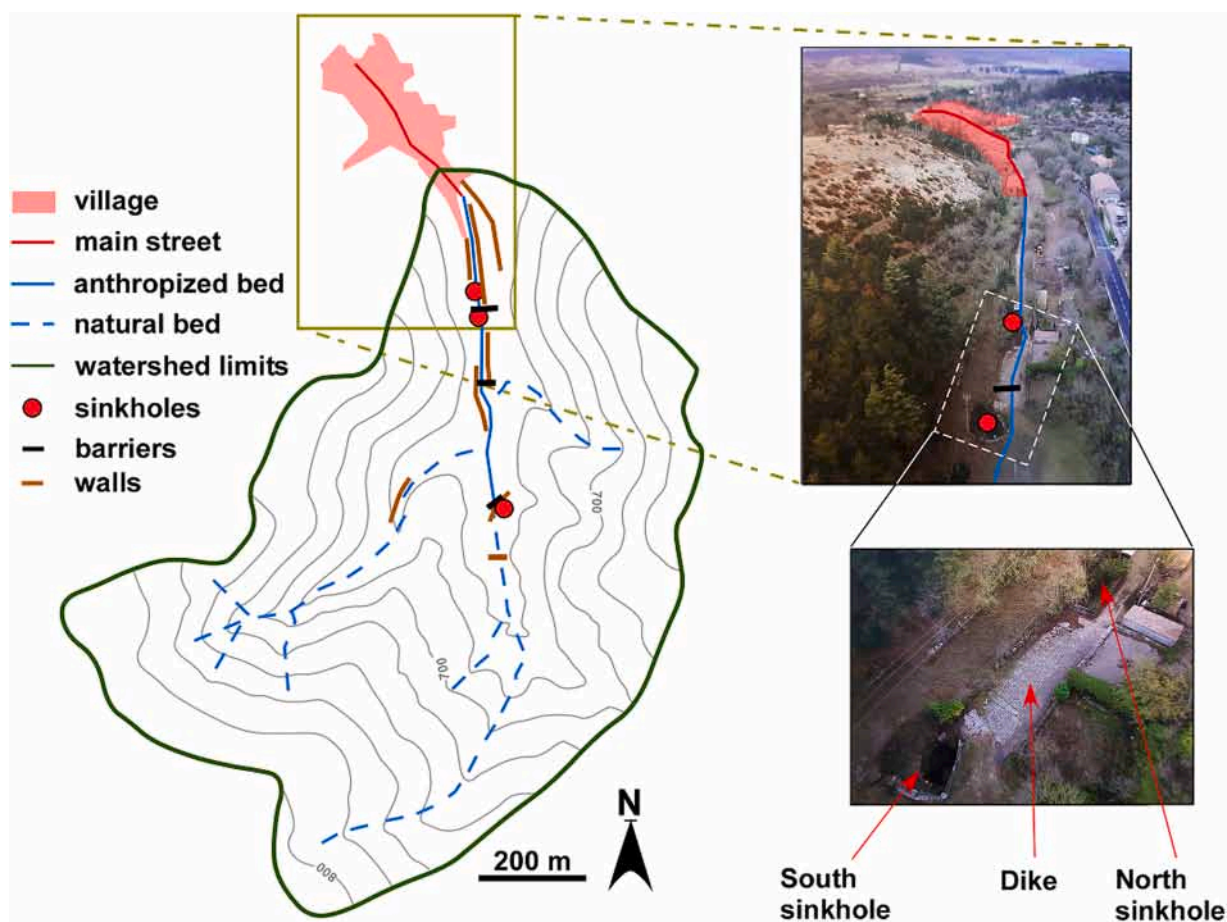 village
main street
anthropized bed
natural bed
watershed limits
sinkholes
barriers
walls
700
700
800
200 m
N
South
sinkhole
Dike
North
sinkhole